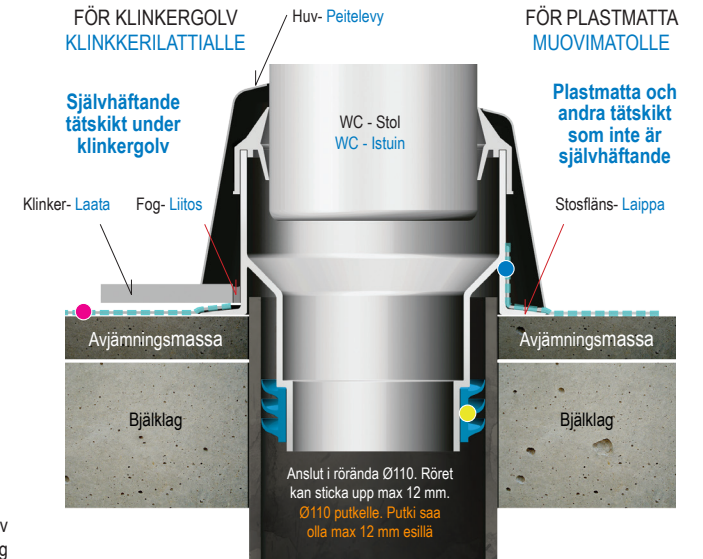 FÖR KLINKERGOLV
KLINKKERILATTIALLE
Huv- Peitelevy
FÖR PLASTMATTA
MUOVIMATOLLE
Självhäftande
tätskikt under
klinkergolv
WC - Stol
WC - Istuin
Plastmatta och
andra tätskikt
som inte är
självhäftande
Klinker- Laata
Fog- Liitos
Stosfläns- Laippa
Avjämningsmassa
Avjämningsmassa
Bjälklag
Bjälklag
Anslut i rörända Ø110. Röret
kan sticka upp max 12 mm.
Ø110 putkelle. Putki saa
olla max 12 mm esillä
v
g